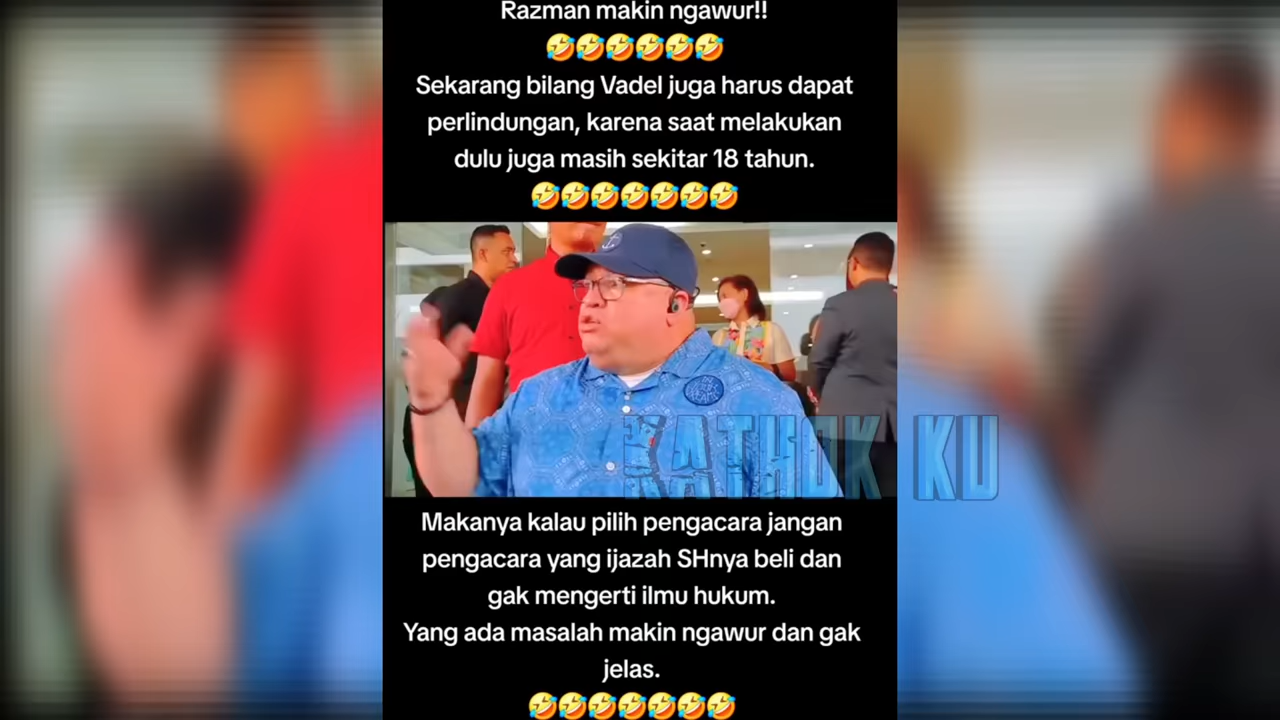 Razman makin ngawur!!
🤣🤣🤣🤣🤣🤣
Sekarang bilang Vadel juga harus dapat
perlindungan, karena saat melakukan
dulu juga masih sekitar 18 tahun.
🤣🤣🤣🤣🤣🤣🤣
KATHOK KU
Makanya kalau pilih pengacara jangan
pengacara yang ijazah SHnya beli dan
gak mengerti ilmu hukum.
Yang ada masalah makin ngawur dan gak
jelas.
🤣🤣🤣🤣🤣🤣🤣